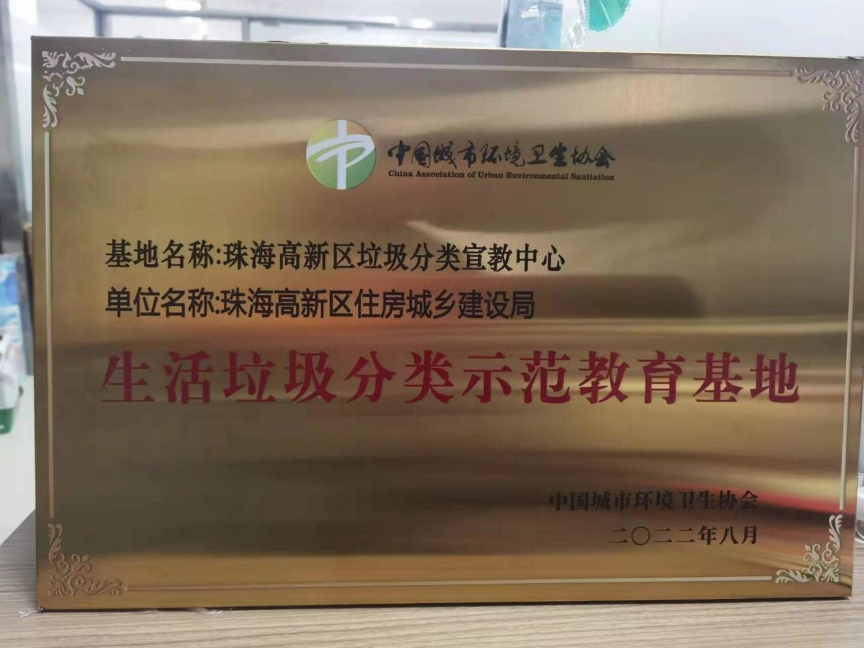 中国城市环境卫生协会
China Association of Urban Environmental Sanitation
基地名称:珠海高新区垃圾分类宣教中心
单位名称:珠海高新区住房城乡建设局
生活垃圾分类示范教育基地
中国城市环境卫生协会
二〇二二年八月